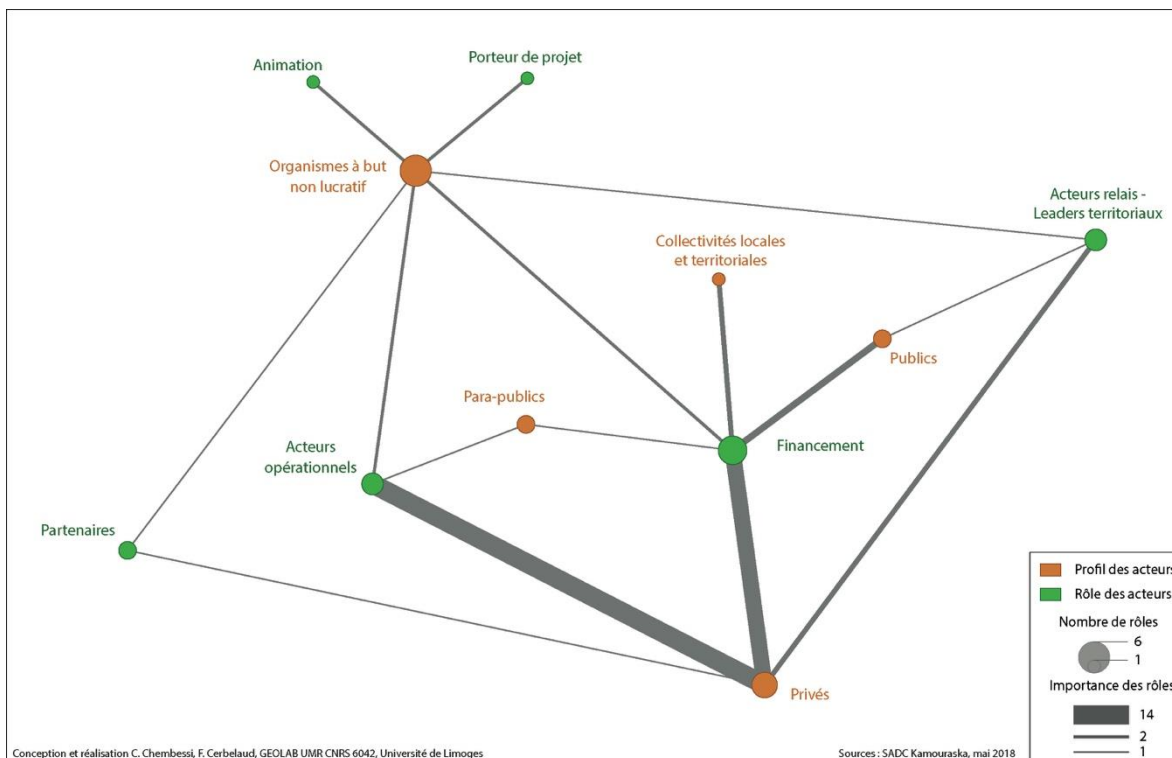 Porteur de projet
Animation
Organismes à but
non lucratif
Acteurs relais -
Leaders territoriaux
Collectivités locales
et territoriales
Publics
Para-publics
Acteurs
opérationnels
Financement
Partenaires
Privés
Profil des acteurs
Rôle des acteurs
Nombre de rôles
6
1
Importance des rôles
14
2
1
Conception et réalisation C. Chembessi, F. Cerbelaud, GEOLAB UMR CNRS 6042, Université de Limoges
Sources : SADC Kamouraska, mai 2018